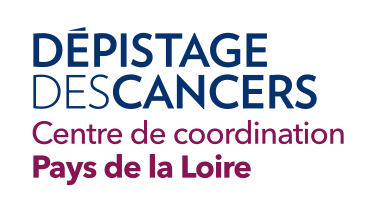 DÉPISTAGE
DESCANCERS
Centre de coordination
Pays de la Loire